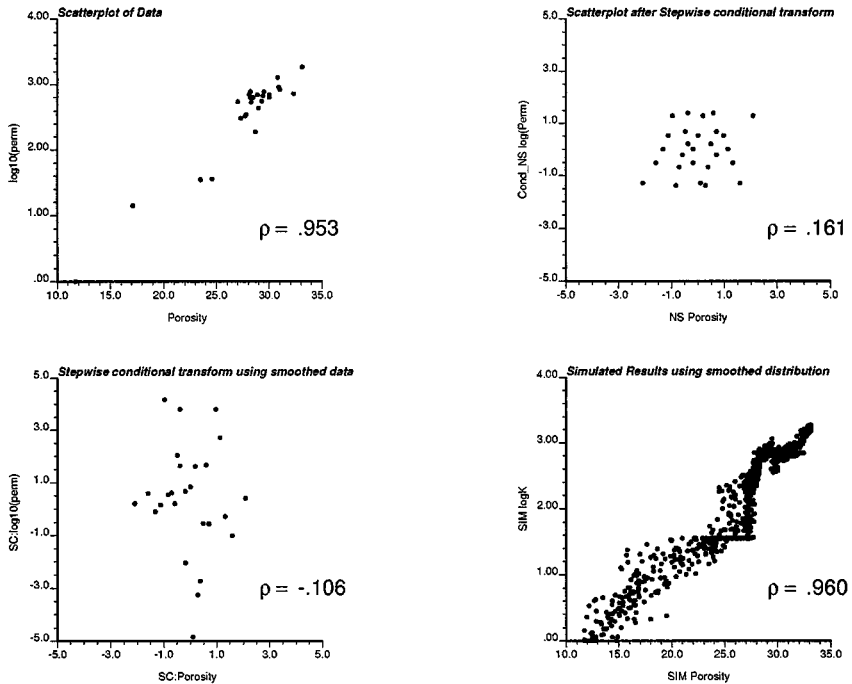 Scatterplot of Data
4.00
3.00
2.00
1.00
.00
log10(perm)
10.0 15.0 20.0 25.0 30.0 35.0
Porosity
ρ = .953
Scatterplot after Stepwise conditional transform
5.0
3.0
1.0
-1.0
-3.0
-5.0
Cond_NS log(Perm)
-5.0 -3.0 -1.0 1.0 3.0 5.0
NS Porosity
ρ = .161
Stepwise conditional transform using smoothed data
5.0
3.0
1.0
-1.0
-3.0
-5.0
SC:log10(perm)
-5.0 -3.0 -1.0 1.0 3.0 5.0
SC:Porosity
ρ = -.106
Simulated Results using smoothed distribution
4.00
3.00
2.00
1.00
.00
SIM logK
10.0 15.0 20.0 25.0 30.0 35.0
SIM Porosity
ρ = .960